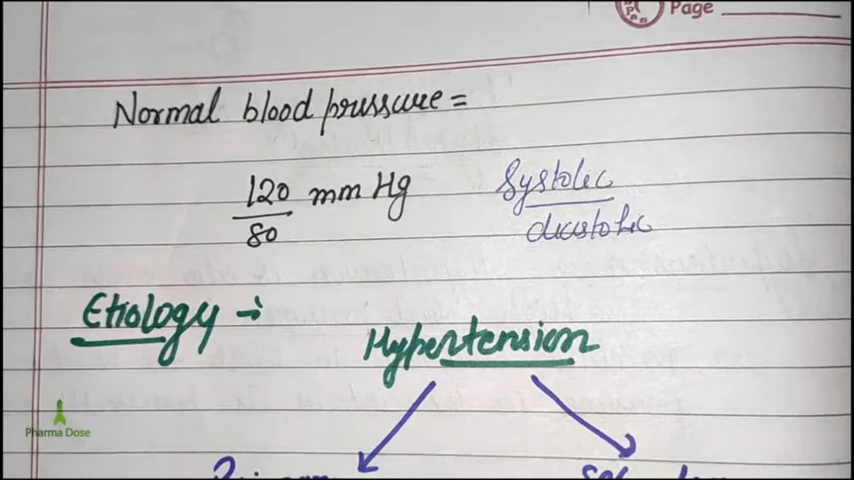 Page
Normal blood pressure =
120 mm Hg Systolic
80 diastolic
Etiology →
Hypertension
Pharma Dose